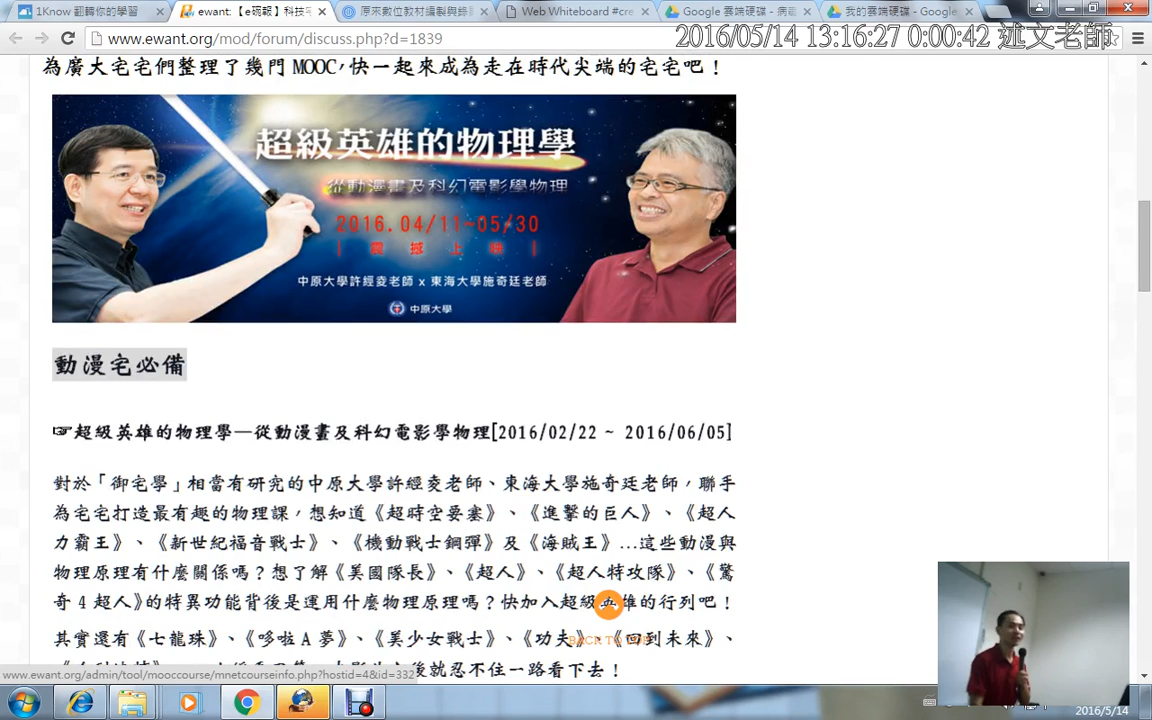 1Know 翻轉你的學習
ewant: 【e碗報】科技宅
原來數位教材編製與錄
Web Whiteboard #cre
Google 雲端硬碟 - 病
我的雲端硬碟 - Google
www.ewant.org/mod/forum/discuss.php?d=1839
2016/05/14 13:16:27 0:00:42 述文老師
為廣大宅宅們整理了幾門 MOOC,快一起來成為走在時代尖端的宅宅吧!
超級英雄的物理學
從動漫畫及科幻電影學物理
2016.04/11~05/30
| 震 撼 上 映 |
中原大學許經夌老師 x 東海大學施奇廷老師
中原大學
動漫宅必備
☞超級英雄的物理學—從動漫畫及科幻電影學物理[2016/02/22 ~ 2016/06/05]
對於「御宅學」相當有研究的中原大學許經夌老師、東海大學施奇廷老師,聯手
為宅宅打造最有趣的物理課,想知道《超時空要塞》、《進擊的巨人》、《超人
力霸王》、《新世紀福音戰士》、《機動戰士鋼彈》及《海賊王》…這些動漫與
物理原理有什麼關係嗎?想了解《美國隊長》、《超人》、《超人特攻隊》、《驚
奇 4 超人》的特異功能背後是運用什麼物理原理嗎?快加入超級英雄的行列吧!
其實還有《七龍珠》、《哆啦 A 夢》、《美少女戰士》、《功夫》、《回到未來》、
BACK TO TOP
後就忍不住一路看下去!
www.ewant.org/admin/tool/mooccourse/mnetcourseinfo.php?hostid=4&id=332
2016/5/14